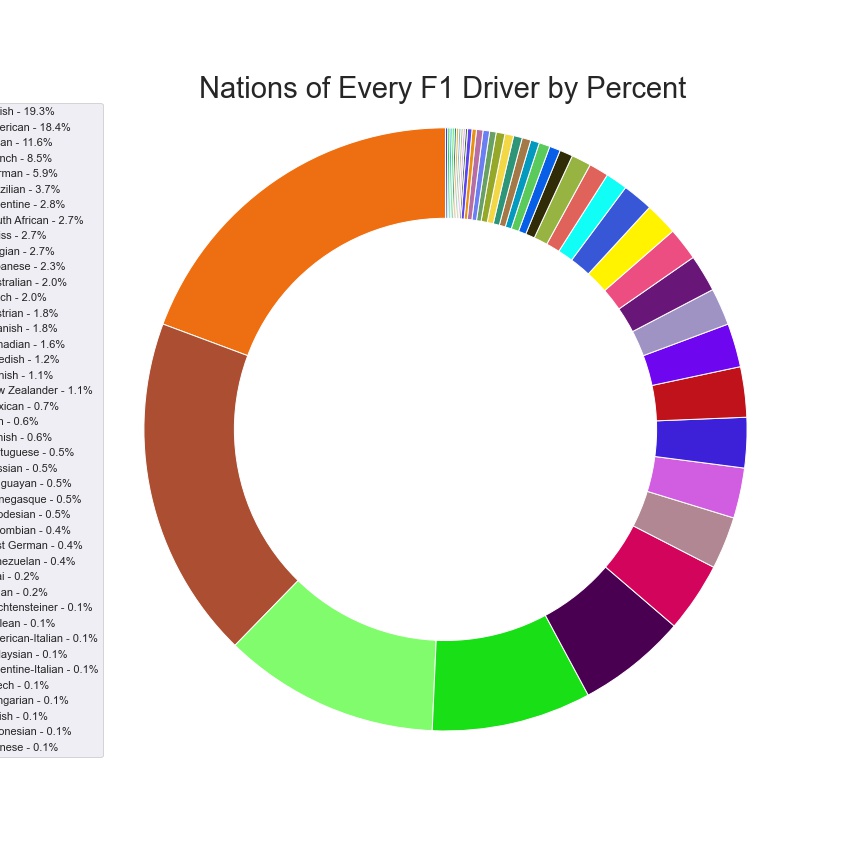 Nations of Every F1 Driver by Percent
ish - 19.3%
erican - 18.4%
an - 11.6%
nch - 8.5%
rman - 5.9%
zilian - 3.7%
entine - 2.8%
uth African - 2.7%
iss - 2.7%
gian - 2.7%
anese - 2.3%
stralian - 2.0%
ch - 2.0%
strian - 1.8%
anish - 1.8%
nadian - 1.6%
edish - 1.2%
nish - 1.1%
w Zealander - 1.1%
xican - 0.7%
h - 0.6%
nish - 0.6%
tuguese - 0.5%
ssian - 0.5%
guayan - 0.5%
negasque - 0.5%
odesian - 0.5%
ombian - 0.4%
st German - 0.4%
nezuelan - 0.4%
ai - 0.2%
an - 0.2%
chtensteiner - 0.1%
lean - 0.1%
erican-Italian - 0.1%
laysian - 0.1%
entine-Italian - 0.1%
ech - 0.1%
ngarian - 0.1%
ish - 0.1%
onesian - 0.1%
nese - 0.1%